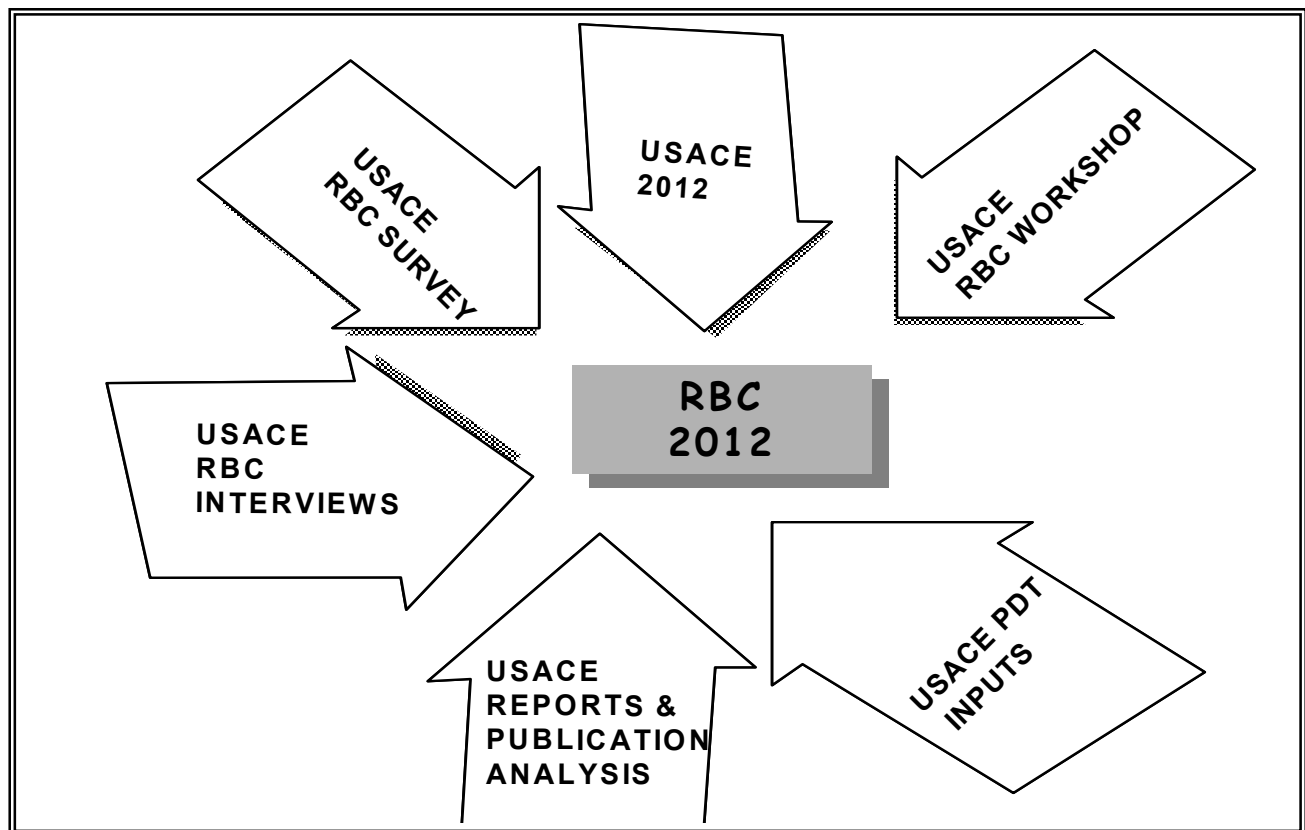 USACE
2012
USACE
RBC SURVEY
USACE
RBC WORKSHOP
RBC
2012
USACE
RBC
INTERVIEWS
USACE PDT
INPUTS
USACE
REPORTS &
PUBLICATION
ANALYSIS